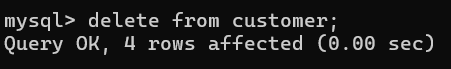 mysql> delete from customer;
Query OK, 4 rows affected (0.00 sec)